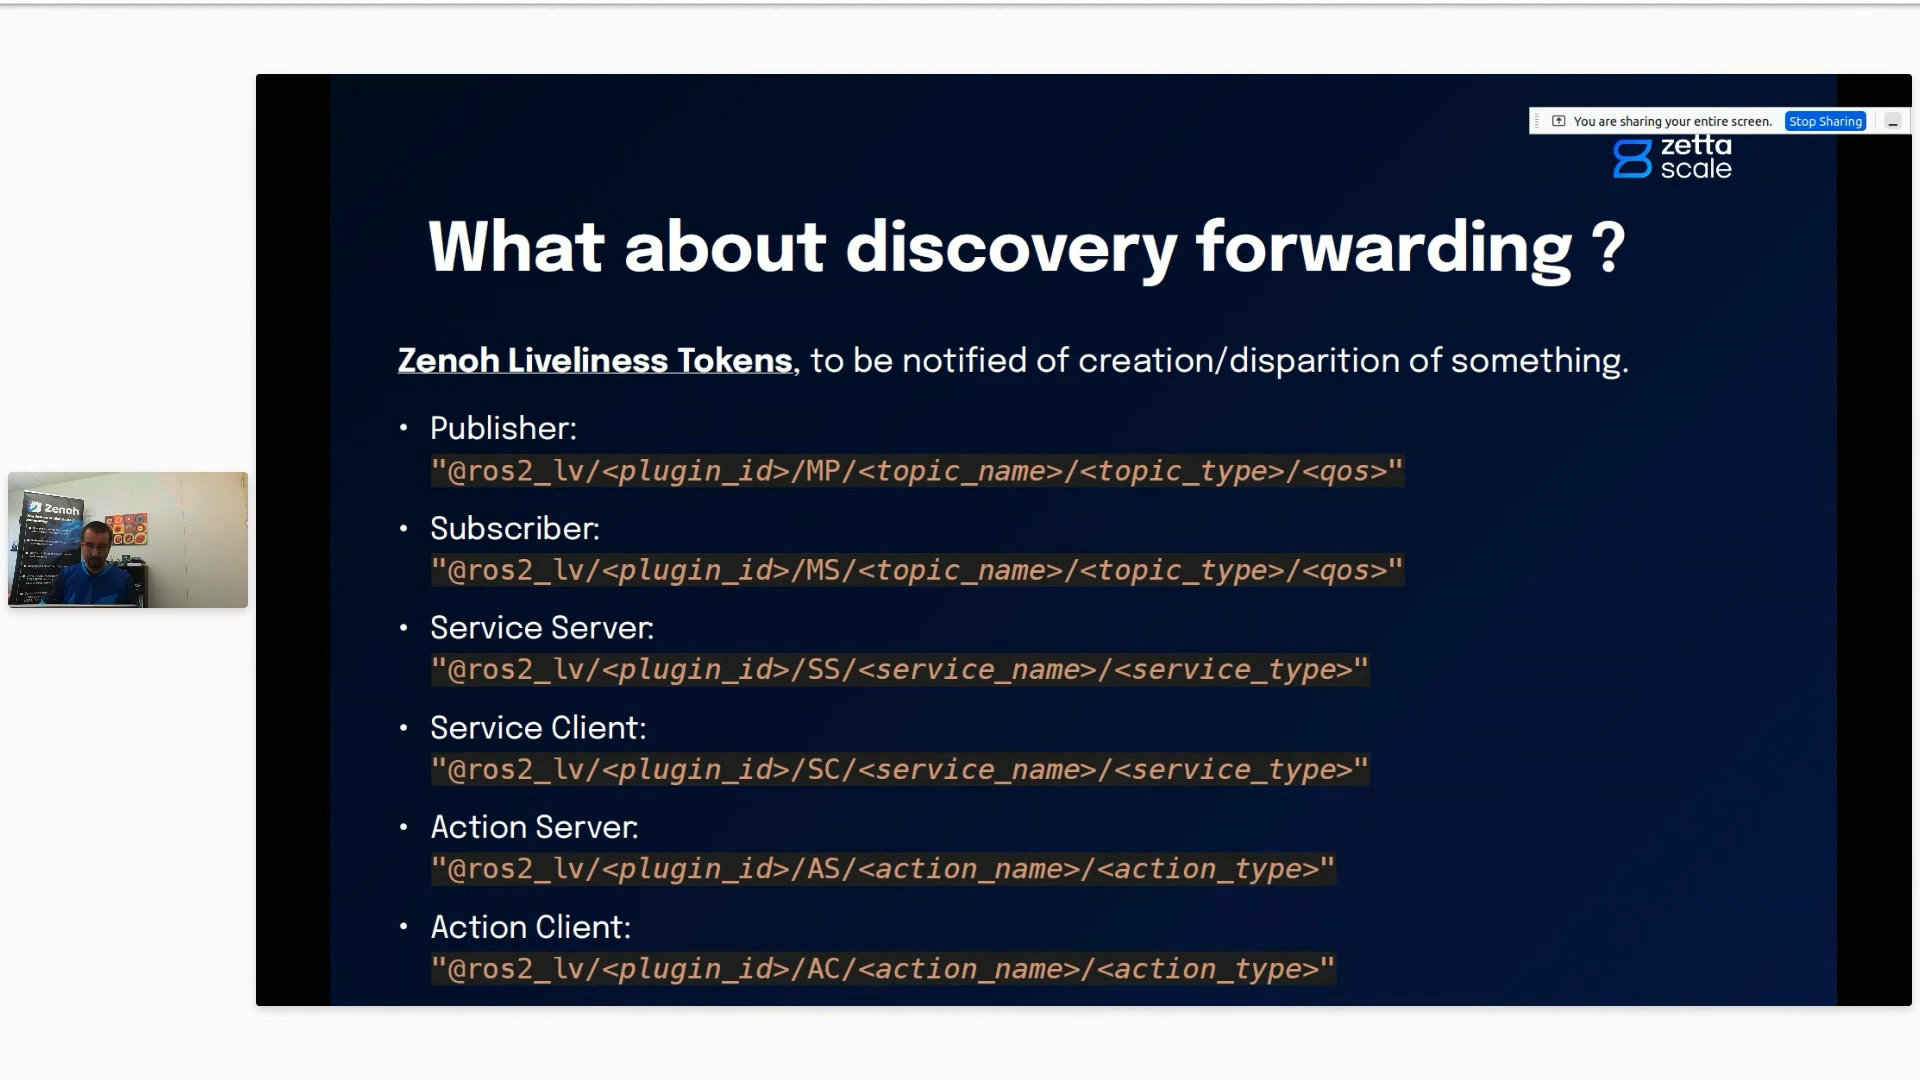 You are sharing your entire screen.
Stop Sharing
zetta
scale
What about discovery forwarding ?
Zenoh Liveliness Tokens, to be notified of creation/disparition of something.
• Publisher:
"@ros2_lv/<plugin_id>/MP/<topic_name>/<topic_type>/<qos>"
• Subscriber:
"@ros2_lv/<plugin_id>/MS/<topic_name>/<topic_type>/<qos>"
• Service Server:
"@ros2_lv/<plugin_id>/SS/<service_name>/<service_type>"
• Service Client:
"@ros2_lv/<plugin_id>/SC/<service_name>/<service_type>"
• Action Server:
"@ros2_lv/<plugin_id>/AS/<action_name>/<action_type>"
• Action Client:
"@ros2_lv/<plugin_id>/AC/<action_name>/<action_type>"
Zenoh